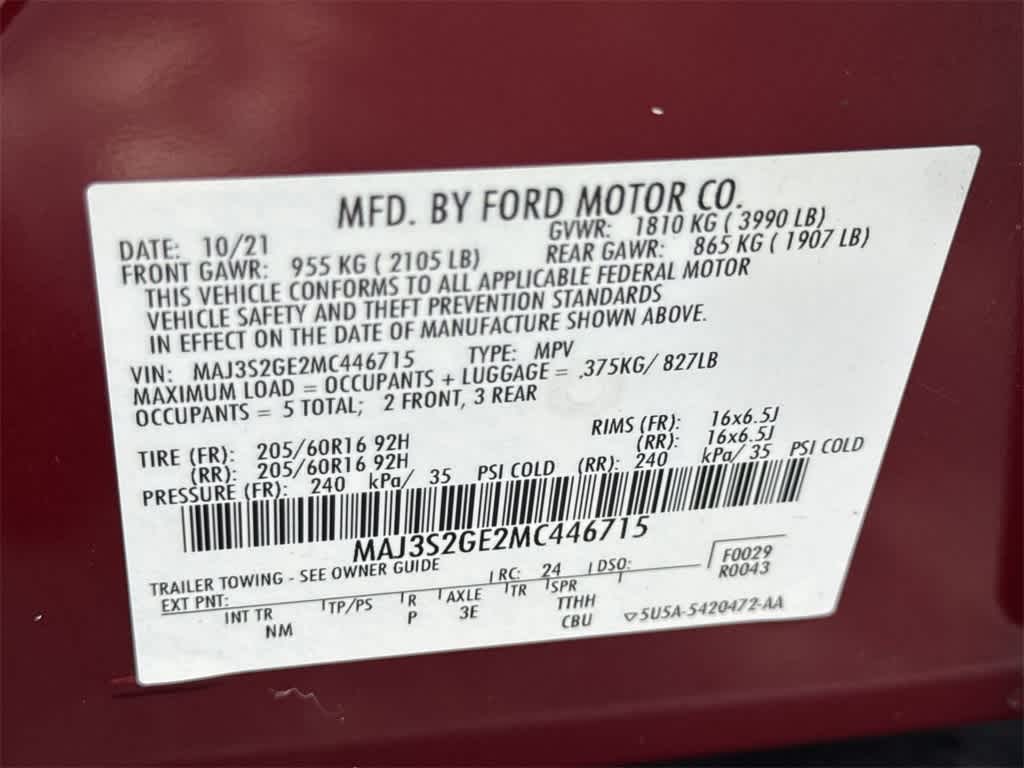 MFD. BY FORD MOTOR CO.
DATE: 10/21 GVWR: 1810 KG ( 3990 LB)
FRONT GAWR: 955 KG ( 2105 LB) REAR GAWR: 865 KG ( 1907 LB)
THIS VEHICLE CONFORMS TO ALL APPLICABLE FEDERAL MOTOR
VEHICLE SAFETY AND THEFT PREVENTION STANDARDS
IN EFFECT ON THE DATE OF MANUFACTURE SHOWN ABOVE.
VIN: MAJ3S2GE2MC446715 TYPE: MPV
MAXIMUM LOAD = OCCUPANTS + LUGGAGE = .375KG/ 827LB
OCCUPANTS = 5 TOTAL; 2 FRONT, 3 REAR
TIRE (FR): 205/60R16 92H RIMS (FR): 16x6.5J
(RR): 205/60R16 92H (RR): 16x6.5J
PRESSURE (FR): 240 kPa/ 35 PSI COLD (RR): 240 kPa/ 35 PSI COLD
MAJ3S2GE2MC446715
TRAILER TOWING - SEE OWNER GUIDE
EXT PNT: RC: 24 DSO: F0029
R0043
INT TR TP/PS R AXLE TR SPR
NM P 3E TTHH
CBU 5U5A-5420472-AA